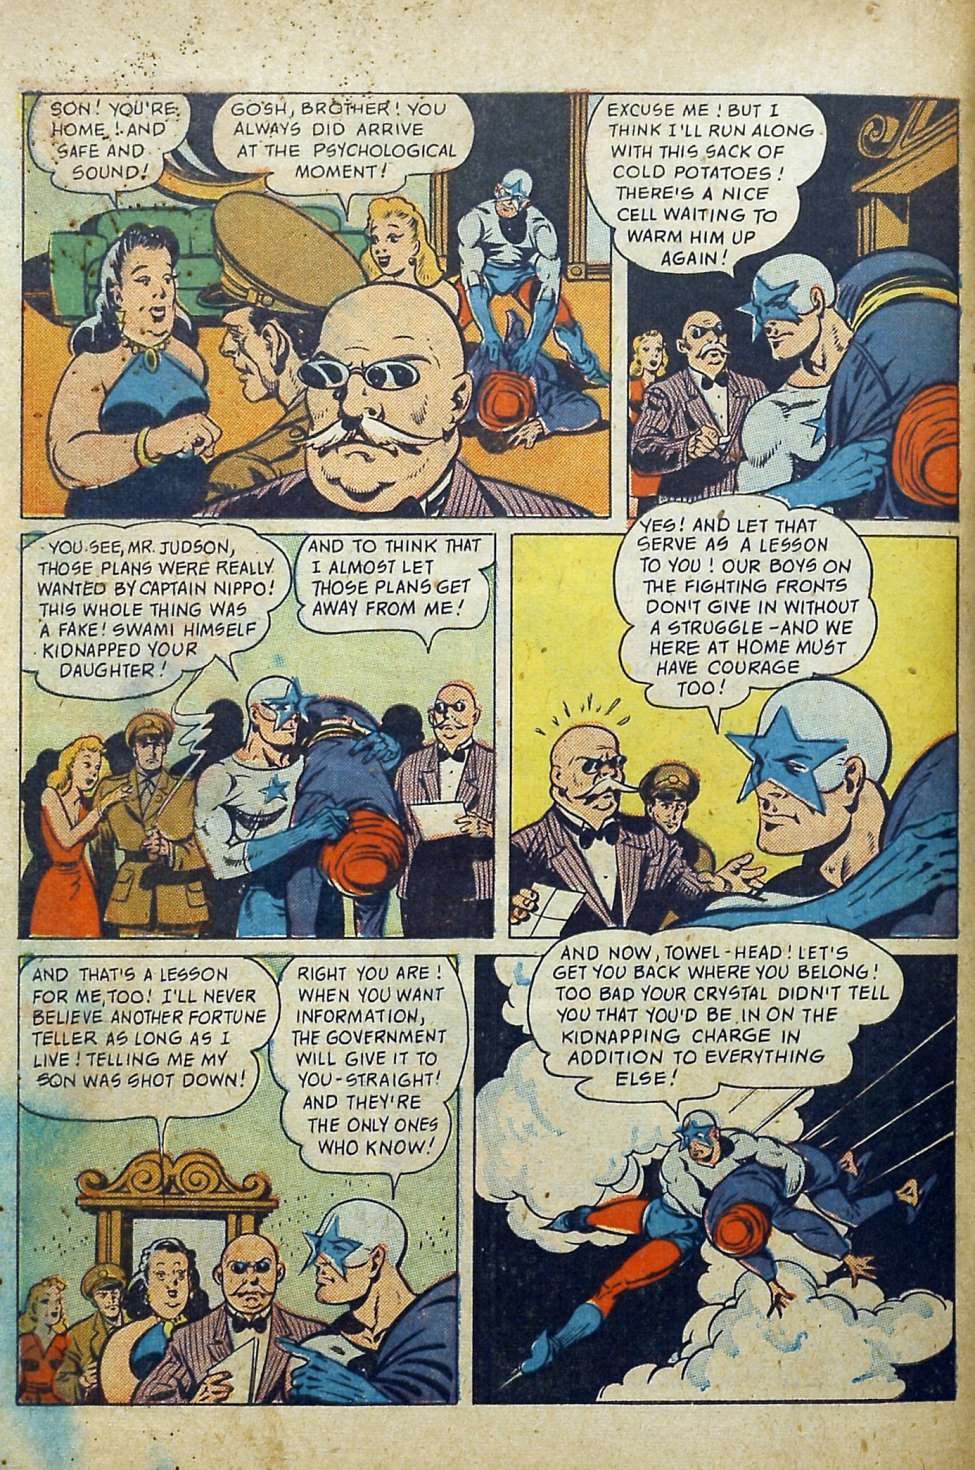 SON! YOU'RE
HOME! AND
SAFE AND
SOUND!
GOSH, BROTHER! YOU
ALWAYS DID ARRIVE
AT THE PSYCHOLOGICAL
MOMENT!
EXCUSE ME! BUT I
THINK I'LL RUN ALONG
WITH THIS SACK OF
COLD POTATOES!
THERE'S A NICE
CELL WAITING TO
WARM HIM UP
AGAIN!
YOU SEE, MR. JUDSON,
THOSE PLANS WERE REALLY
WANTED BY CAPTAIN NIPPO!
THIS WHOLE THING WAS
A FAKE! SWAMI HIMSELF
KIDNAPPED YOUR
DAUGHTER!
AND TO THINK THAT
I ALMOST LET
THOSE PLANS GET
AWAY FROM ME!
YES! AND LET THAT
SERVE AS A LESSON
TO YOU! OUR BOYS ON
THE FIGHTING FRONTS
DON'T GIVE IN WITHOUT
A STRUGGLE - AND WE
HERE AT HOME MUST
HAVE COURAGE
TOO!
AND THAT'S A LESSON
FOR ME, TOO! I'LL NEVER
BELIEVE ANOTHER FORTUNE
TELLER AS LONG AS I
LIVE! TELLING ME MY
SON WAS SHOT DOWN!
RIGHT YOU ARE!
WHEN YOU WANT
INFORMATION,
THE GOVERNMENT
WILL GIVE IT TO
YOU - STRAIGHT!
AND THEY'RE
THE ONLY ONES
WHO KNOW!
AND NOW, TOWEL-HEAD! LET'S
GET YOU BACK WHERE YOU BELONG!
TOO BAD YOUR CRYSTAL DIDN'T TELL
YOU THAT YOU'D BE IN ON THE
KIDNAPPING CHARGE IN
ADDITION TO EVERYTHING
ELSE!